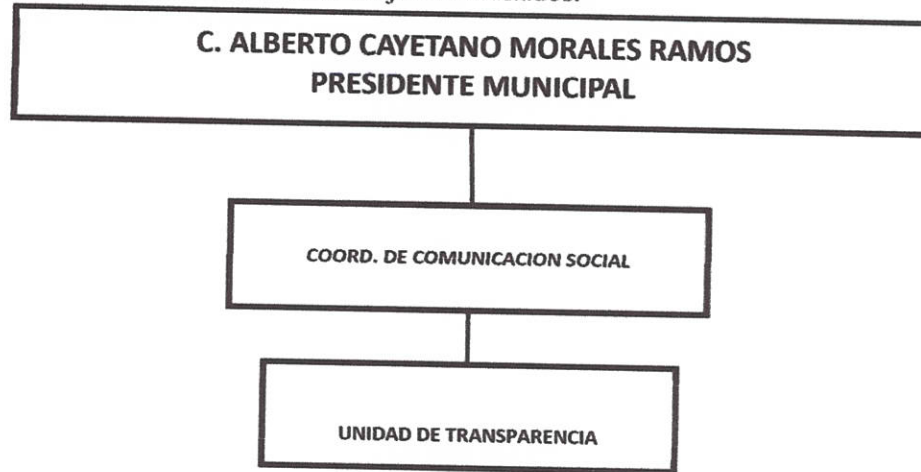 C. ALBERTO CAYETANO MORALES RAMOS
PRESIDENTE MUNICIPAL
COORD. DE COMUNICACION SOCIAL
UNIDAD DE TRANSPARENCIA